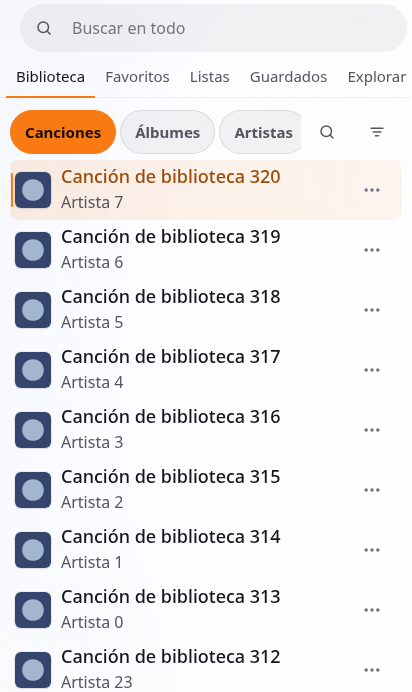 Buscar en todo
Biblioteca Favoritos Listas Guardados Explorar
Canciones Álbumes Artistas
Canción de biblioteca 320
Artista 7
Canción de biblioteca 319
Artista 6
Canción de biblioteca 318
Artista 5
Canción de biblioteca 317
Artista 4
Canción de biblioteca 316
Artista 3
Canción de biblioteca 315
Artista 2
Canción de biblioteca 314
Artista 1
Canción de biblioteca 313
Artista 0
Canción de biblioteca 312
Artista 23